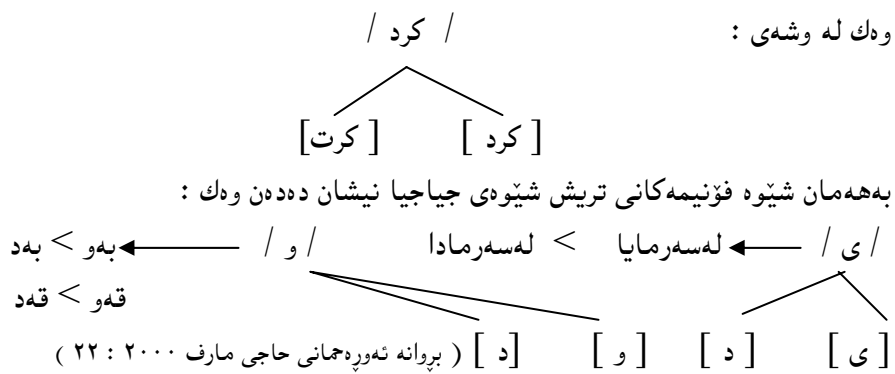 وەك لە وشەی : / كرد /
[ كرد ] [ كرت ]
بەهەمان شێوە فۆنیمەكانی تریش شێوەی جیاجیا نیشان دەدەن وەك :
/ ی / لەسەرمایا < لەسەرمادا / و / بەو < بەد
قەو < قەد
[ ی ] [ د ] [ و ] [ د ] ( بڕوانە ئەوڕەحمانی حاجی مارف ٢٠٠٠ : ٢٢ )